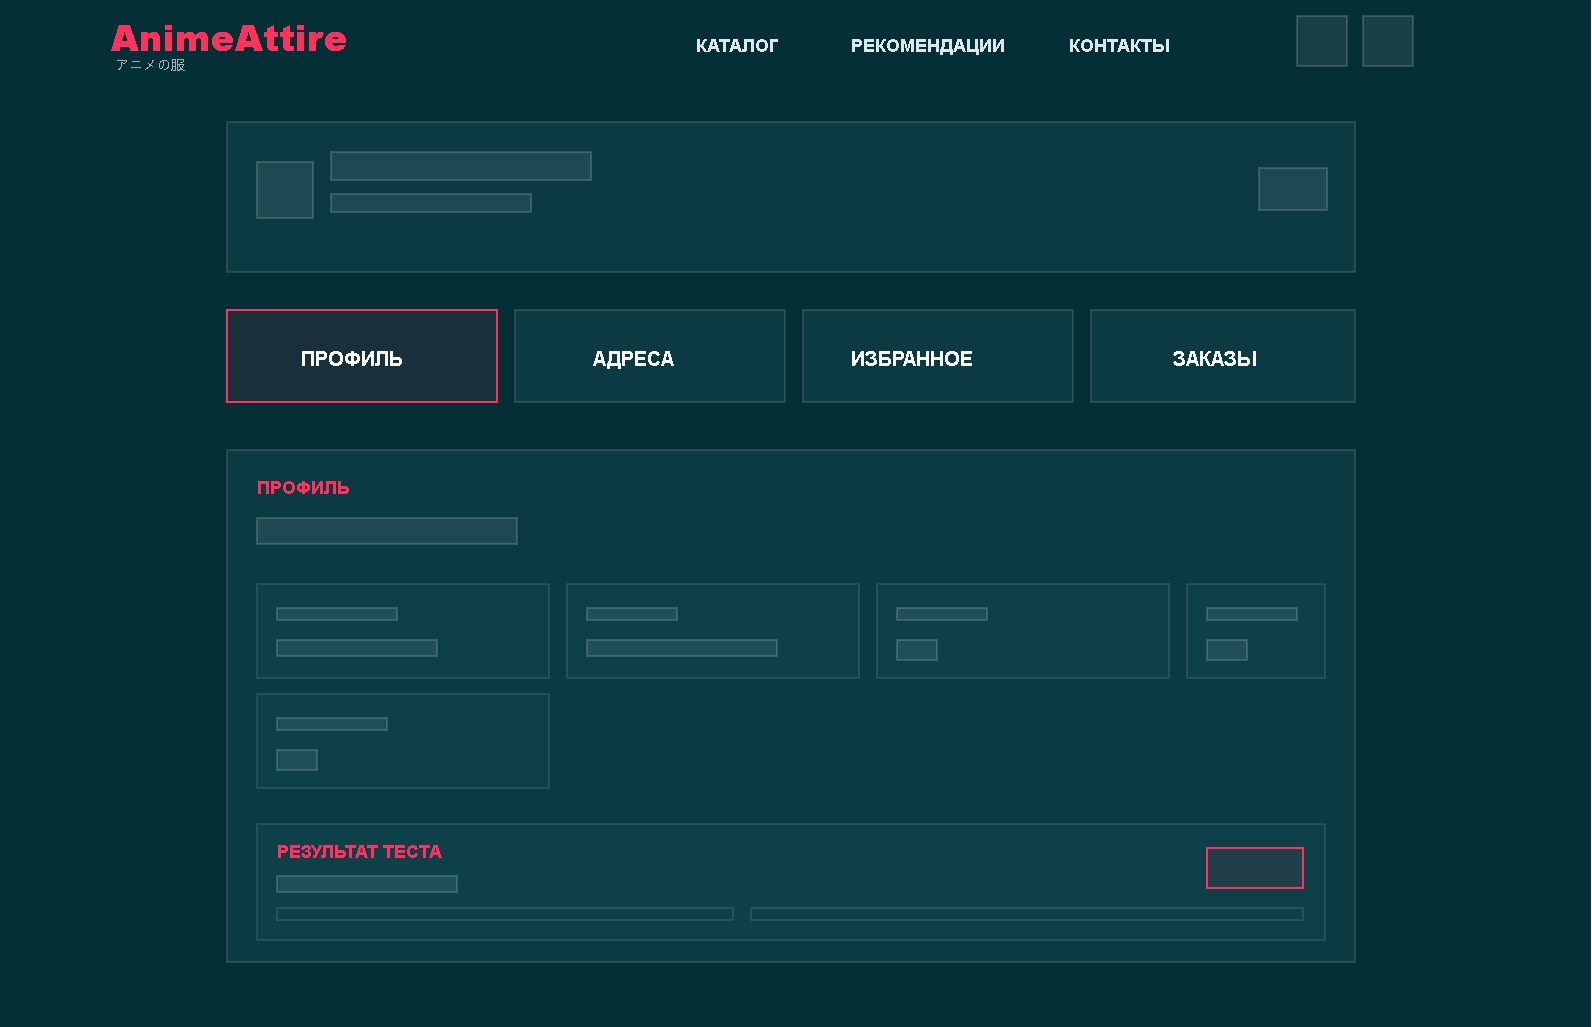 AnimeAttire
アニメの服
КАТАЛОГ
РЕКОМЕНДАЦИИ
КОНТАКТЫ
ПРОФИЛЬ
АДРЕСА
ИЗБРАННОЕ
ЗАКАЗЫ
ПРОФИЛЬ
РЕЗУЛЬТАТ ТЕСТА